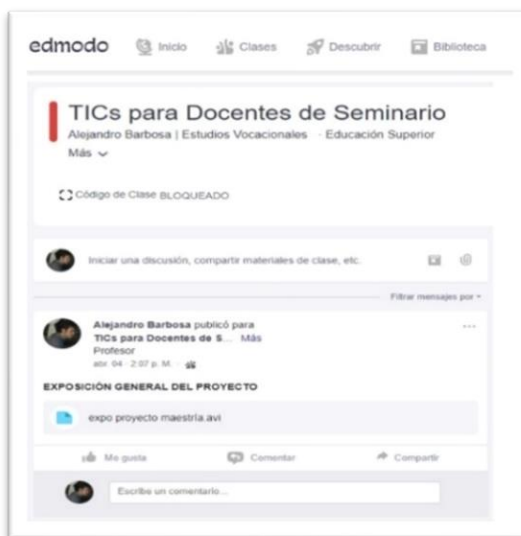 edmodo Inicio Clases Descubrir Biblioteca
TICs para Docentes de Seminario
Alejandro Barbosa | Estudios Vocacionales · Educación Superior
Más
Código de Clase BLOQUEADO
Iniciar una discusión, compartir materiales de clase, etc.
Filtrar mensajes por
Alejandro Barbosa publicó para
TICs para Docentes de S... Más
Profesor
abr. 04 · 2:07 p. M. ·
EXPOSICIÓN GENERAL DEL PROYECTO
expo proyecto maestría.avi
Me gusta Comentar Compartir
Escribe un comentario...